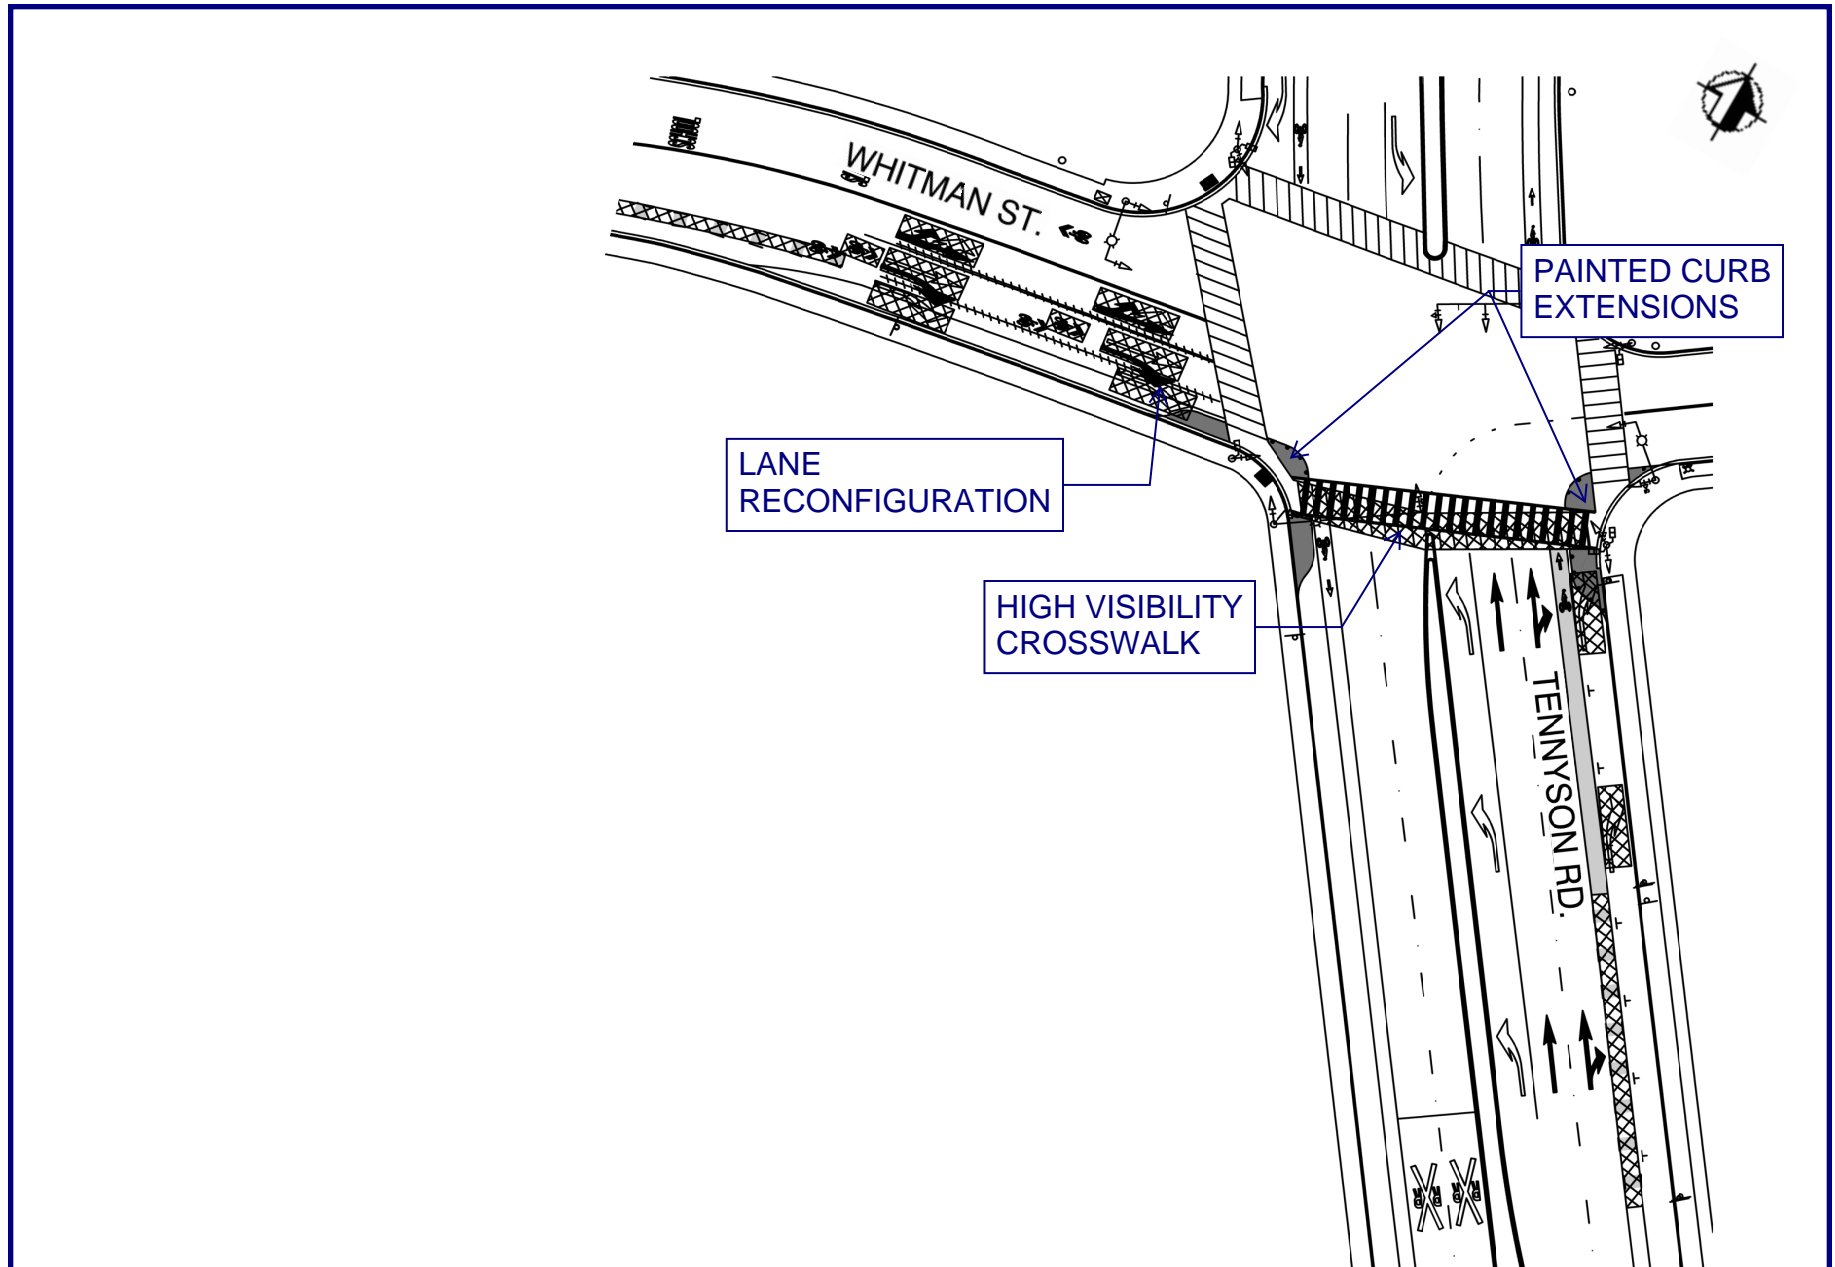 WHITMAN ST.
PAINTED CURB
EXTENSIONS
LANE
RECONFIGURATION
HIGH VISIBILITY
CROSSWALK
TENNYSON RD.